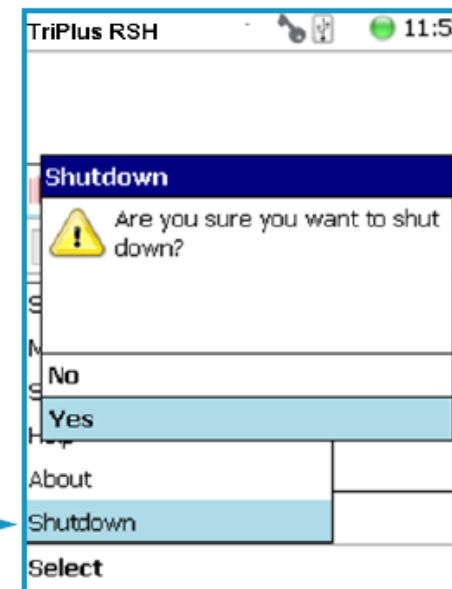 TriPlus RSH 11:5
Shutdown
Are you sure you want to shut
down?
No
Yes
About
Shutdown
Select